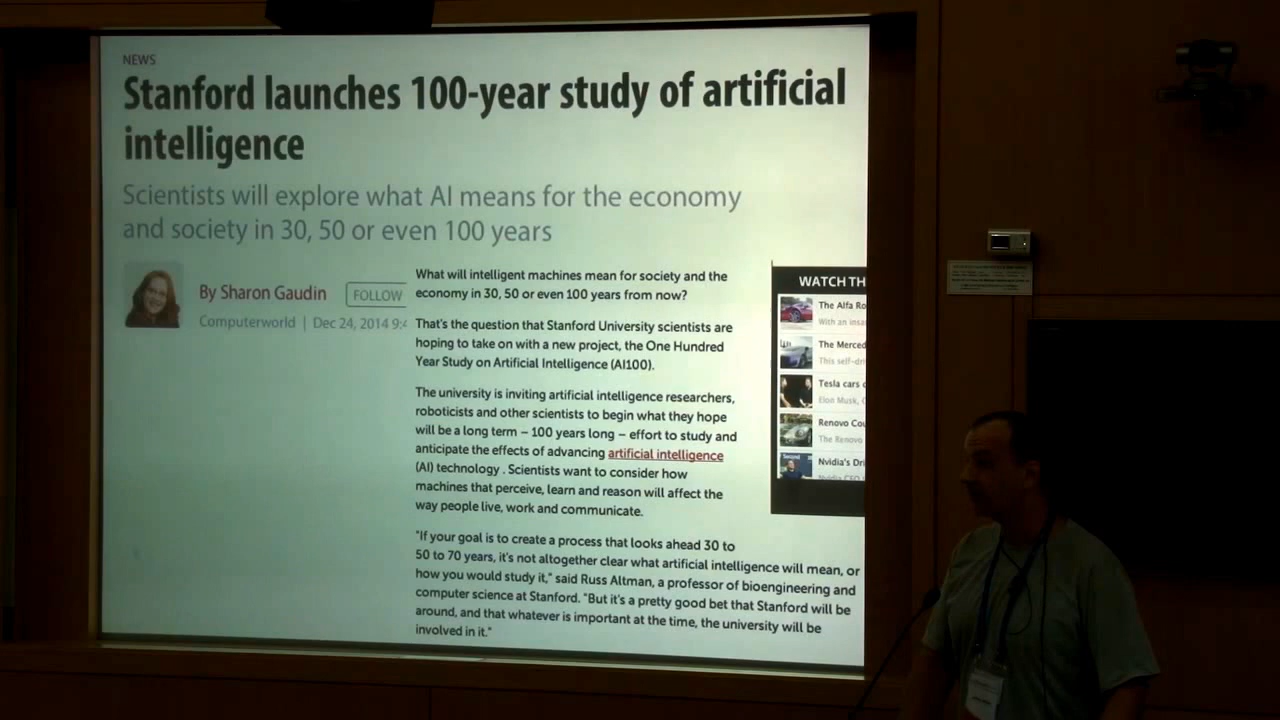 NEWS
Stanford launches 100-year study of artificial
intelligence
Scientists will explore what AI means for the economy
and society in 30, 50 or even 100 years
By Sharon Gaudin
FOLLOW
Computerworld | Dec 24, 2014 9:4
What will intelligent machines mean for society and the
economy in 30, 50 or even 100 years from now?
That's the question that Stanford University scientists are
hoping to take on with a new project, the One Hundred
Year Study on Artificial Intelligence (AI100).
The university is inviting artificial intelligence researchers,
roboticists and other scientists to begin what they hope
will be a long term – 100 years long – effort to study and
anticipate the effects of advancing artificial intelligence
(AI) technology . Scientists want to consider how
machines that perceive, learn and reason will affect the
way people live, work and communicate.
"If your goal is to create a process that looks ahead 30 to
50 to 70 years, it's not altogether clear what artificial intelligence will mean, or
how you would study it," said Russ Altman, a professor of bioengineering and
computer science at Stanford. "But it's a pretty good bet that Stanford will be
around, and that whatever is important at the time, the university will be
involved in it."
WATCH TH
The Alfa Ro
With an insa
The Merced
This self-dri
Tesla cars
Elon Musk,
Renovo Cou
The Renovo
Nvidia's Dri
Nvidia CEO